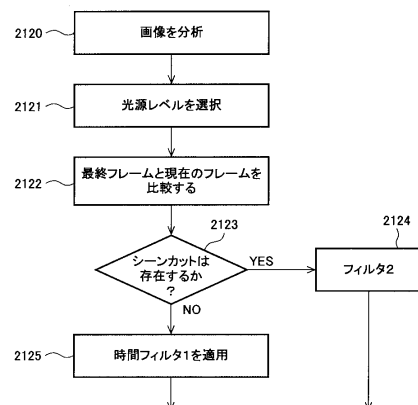 2120
画像を分析
2121
光源レベルを選択
2122
最終フレームと現在のフレームを
比較する
2123
シーンカットは
存在するか
?
YES
2124
フィルタ2
NO
2125
時間フィルタ1を適用